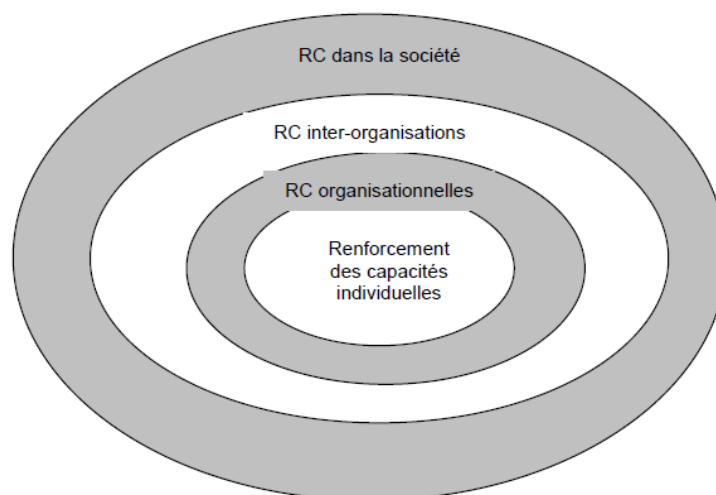 RC dans la société
RC inter-organisations
RC organisationnelles
Renforcement
des capacités
individuelles